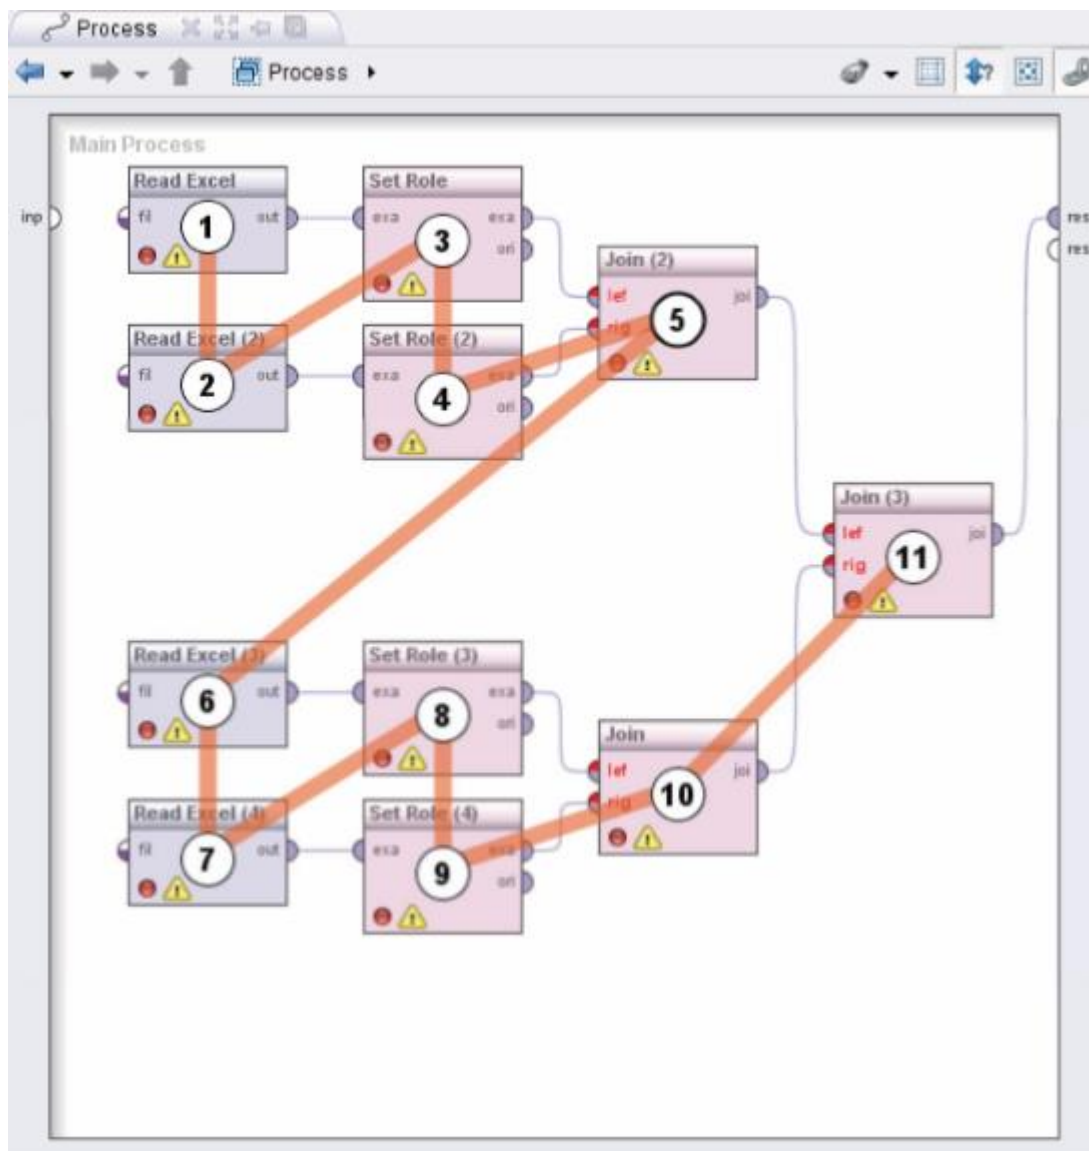 Process
Process
Main Process
inp
Read Excel
fil out
1
Set Role
exa exa
ori
3
Join (2)
lef joi
rig
5
res
res
Read Excel (2)
fil out
2
Set Role (2)
exa exa
ori
4
Join (3)
lef joi
rig
11
Read Excel (3)
fil out
6
Set Role (3)
exa exa
ori
8
Join
lef joi
rig
10
Read Excel (4)
fil out
7
Set Role (4)
exa exa
ori
9